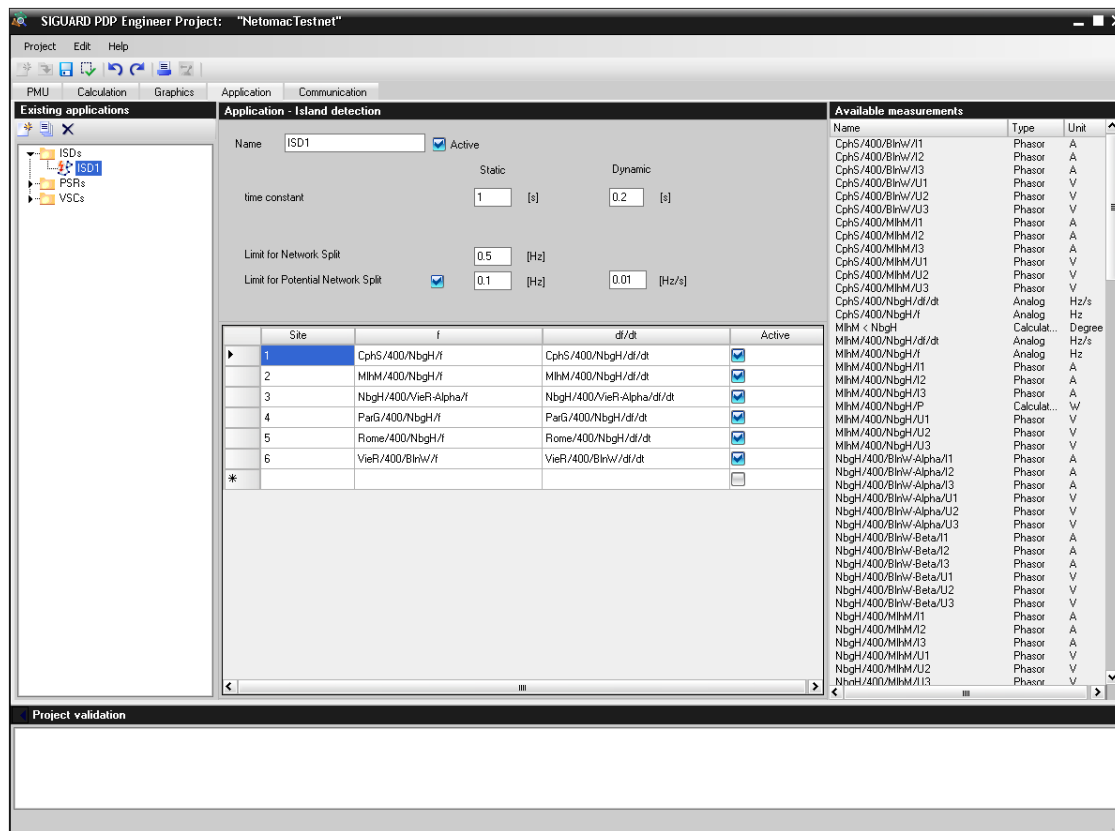 SIGUARD PDP Engineer Project: "NetomacTestnet"
Project Edit Help
PMU Calculation Graphics Application Communication
Existing applications
ISDs
ISD1
PSRs
VSCs
Application - Island detection
Name ISD1 Active
Static Dynamic
time constant 1 [s] 0.2 [s]
Limit for Network Split 0.5 [Hz]
Limit for Potential Network Split 0.1 [Hz] 0.01 [Hz/s]
Site f df/dt Active
1 CphS/400/NbgH/f CphS/400/NbgH/df/dt
2 MlhM/400/NbgH/f MlhM/400/NbgH/df/dt
3 NbgH/400/VieR-Alpha/f NbgH/400/VieR-Alpha/df/dt
4 ParG/400/NbgH/f ParG/400/NbgH/df/dt
5 Rome/400/NbgH/f Rome/400/NbgH/df/dt
6 VieR/400/BlnW/f VieR/400/BlnW/df/dt
Available measurements
Name Type Unit
CphS/400/BlnW/I1 Phasor A
CphS/400/BlnW/I2 Phasor A
CphS/400/BlnW/I3 Phasor A
CphS/400/BlnW/U1 Phasor V
CphS/400/BlnW/U2 Phasor V
CphS/400/BlnW/U3 Phasor V
CphS/400/MlhM/I1 Phasor A
CphS/400/MlhM/I2 Phasor A
CphS/400/MlhM/I3 Phasor A
CphS/400/MlhM/U1 Phasor V
CphS/400/MlhM/U2 Phasor V
CphS/400/MlhM/U3 Phasor V
CphS/400/NbgH/df/dt Analog Hz/s
CphS/400/NbgH/f Analog Hz
MlhM < NbgH Calculat... Degree
MlhM/400/NbgH/df/dt Analog Hz/s
MlhM/400/NbgH/f Analog Hz
MlhM/400/NbgH/I1 Phasor A
MlhM/400/NbgH/I2 Phasor A
MlhM/400/NbgH/I3 Phasor A
MlhM/400/NbgH/P Calculat... W
MlhM/400/NbgH/U1 Phasor V
MlhM/400/NbgH/U2 Phasor V
MlhM/400/NbgH/U3 Phasor V
NbgH/400/BlnW-Alpha/I1 Phasor A
NbgH/400/BlnW-Alpha/I2 Phasor A
NbgH/400/BlnW-Alpha/I3 Phasor A
NbgH/400/BlnW-Alpha/U1 Phasor V
NbgH/400/BlnW-Alpha/U2 Phasor V
NbgH/400/BlnW-Alpha/U3 Phasor V
NbgH/400/BlnW-Beta/I1 Phasor A
NbgH/400/BlnW-Beta/I2 Phasor A
NbgH/400/BlnW-Beta/I3 Phasor A
NbgH/400/BlnW-Beta/U1 Phasor V
NbgH/400/BlnW-Beta/U2 Phasor V
NbgH/400/BlnW-Beta/U3 Phasor V
NbgH/400/MlhM/I1 Phasor A
NbgH/400/MlhM/I2 Phasor A
NbgH/400/MlhM/I3 Phasor A
NbgH/400/MlhM/U1 Phasor V
NbgH/400/MlhM/U2 Phasor V
NbgH/400/MlhM/U3 Phasor V
Project validation